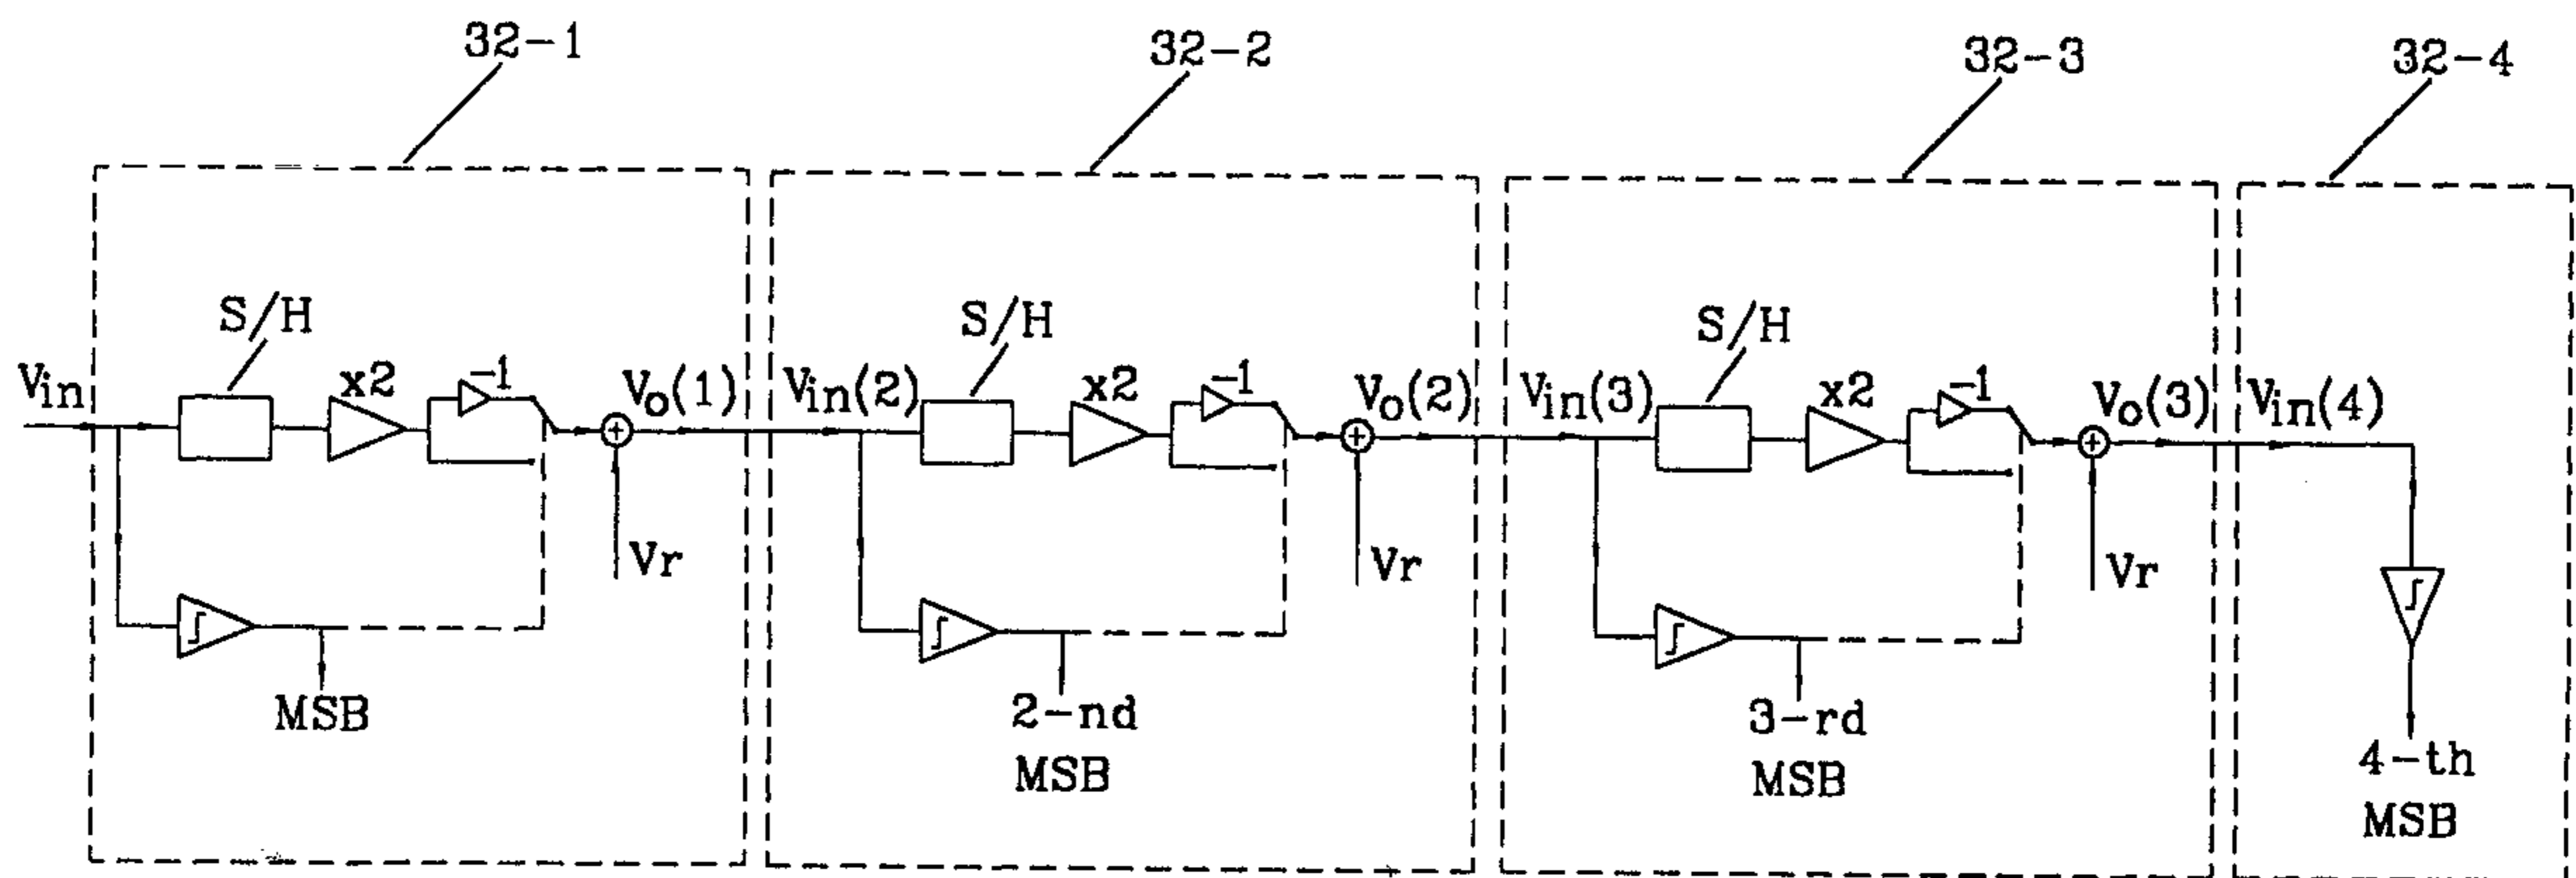 32-1
32-2
32-3
32-4
S/H
S/H
S/H
Vin
x2
-1
Vo(1)
Vin(2)
x2
-1
Vo(2)
Vin(3)
x2
-1
Vo(3)
Vin(4)
Vr
Vr
Vr
MSB
2-nd
MSB
3-rd
MSB
4-th
MSB